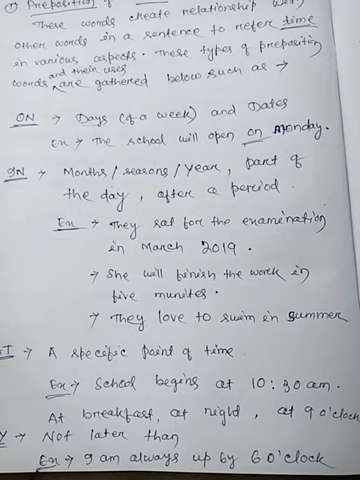 ① Preposition of
These words create relationship with
other words in a sentence to refer time
in various aspects. These types of preposition
words and their uses are gathered below such as →
ON → Days (of a week) and Dates
Ex → The school will open on Monday.
IN → Months/seasons/year, part of
the day, after a period.
Ex → They sat for the examination
in March 2019.
→ She will finish the work in
five munites.
→ They love to swim in summer
AT → A specific point of time.
Ex → School begins at 10:30 am.
At breakfast, at night, at 9 o'clock
Y → Not later than
Ex → I am always up by 6 o'clock